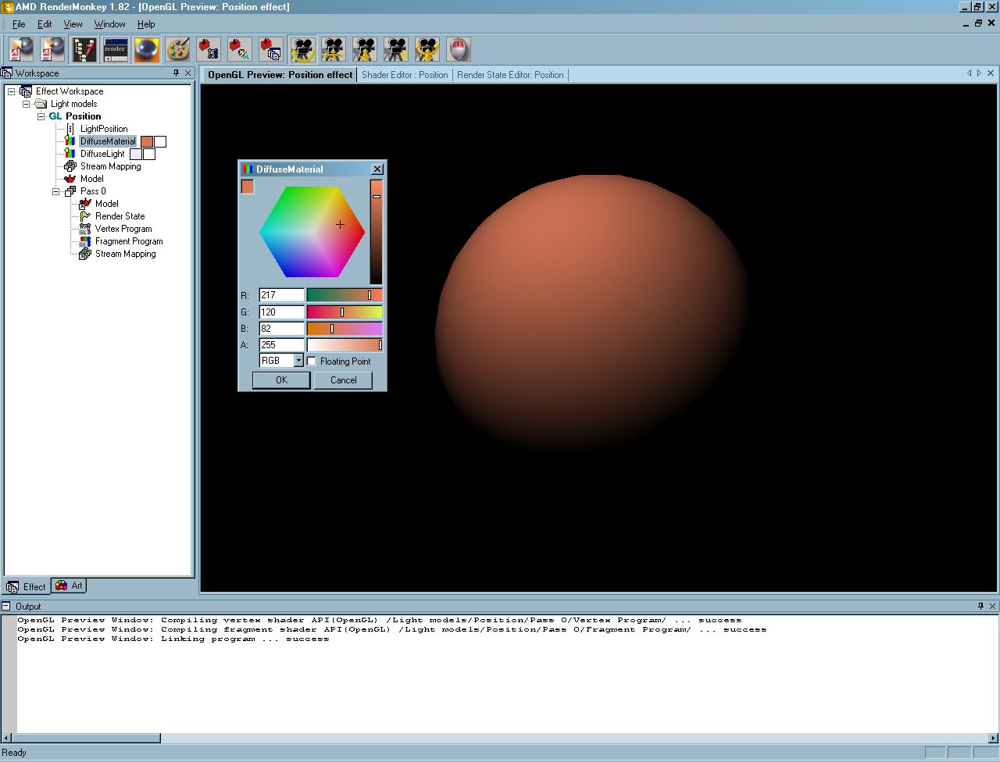 AMD RenderMonkey 1.82 - [OpenGL Preview: Position effect]
File Edit View Window Help
render
Workspace
OpenGL Preview: Position effect Shader Editor : Position Render State Editor: Position
Effect Workspace
Light models
GL Position
LightPosition
DiffuseMaterial
DiffuseLight
Stream Mapping
Model
Pass 0
Model
Render State
GL Vertex Program
GL Fragment Program
Stream Mapping
DiffuseMaterial
R: 217
G: 120
B: 82
A: 255
RGB Floating Point
OK Cancel
Effect Art
Output
OpenGL Preview Window: Compiling vertex shader API(OpenGL) /Light models/Position/Pass 0/Vertex Program/ ... success
OpenGL Preview Window: Compiling fragment shader API(OpenGL) /Light models/Position/Pass 0/Fragment Program/ ... success
OpenGL Preview Window: Linking program ... success
Ready